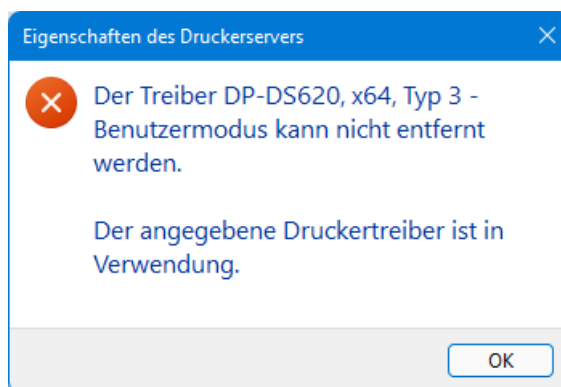 Eigenschaften des Druckerservers
Der Treiber DP-DS620, x64, Typ 3 -
Benutzermodus kann nicht entfernt
werden.
Der angegebene Druckertreiber ist in
Verwendung.
OK